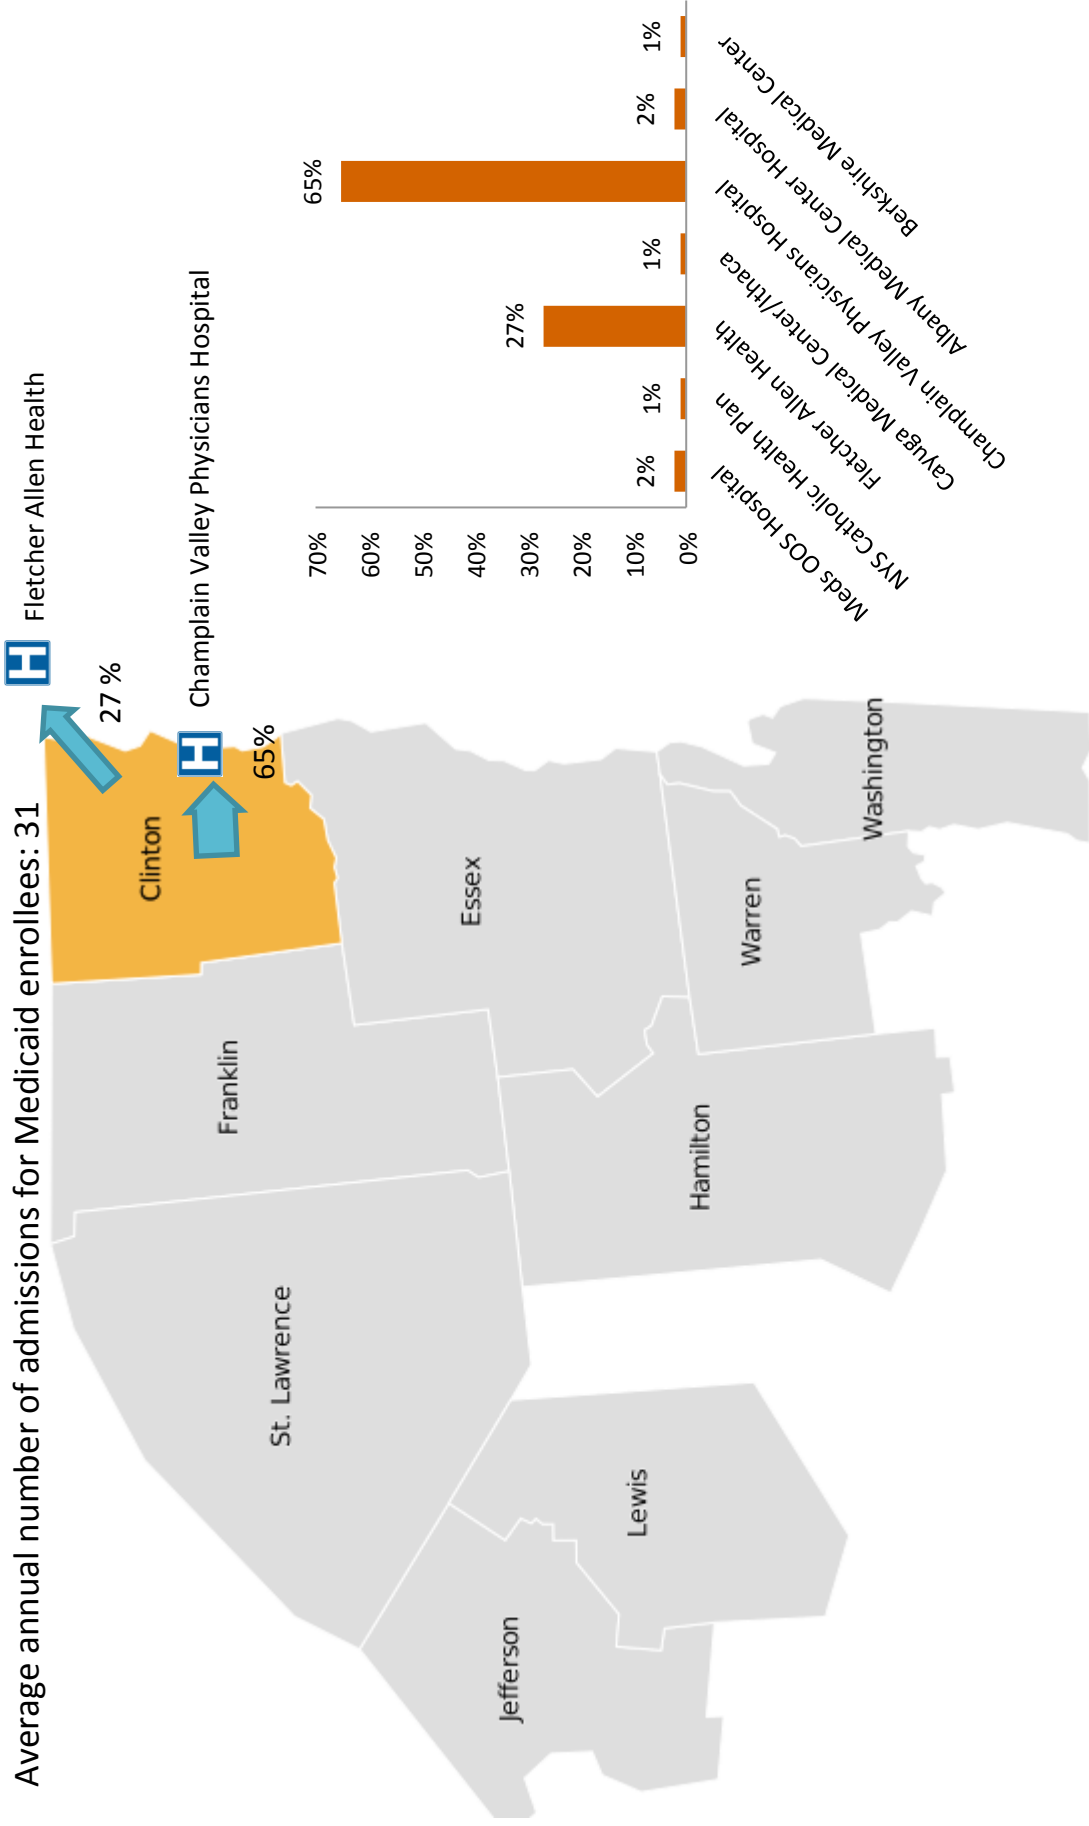 Average annual number of admissions for Medicaid enrollees: 31
H
Fletcher Allen Health
27 %
H
Champlain Valley Physicians Hospital
65%
Clinton
Franklin
St. Lawrence
Essex
Jefferson
Lewis
Hamilton
Warren
Washington
70%
60%
50%
40%
30%
20%
10%
0%
2%
1%
27%
1%
65%
2%
1%
Meds OOS Hospital
NYS Catholic Health Plan
Fletcher Allen Health
Cayuga Medical Center/Ithaca
Champlain Valley Physicians Hospital
Albany Medical Center Hospital
Berkshire Medical Center